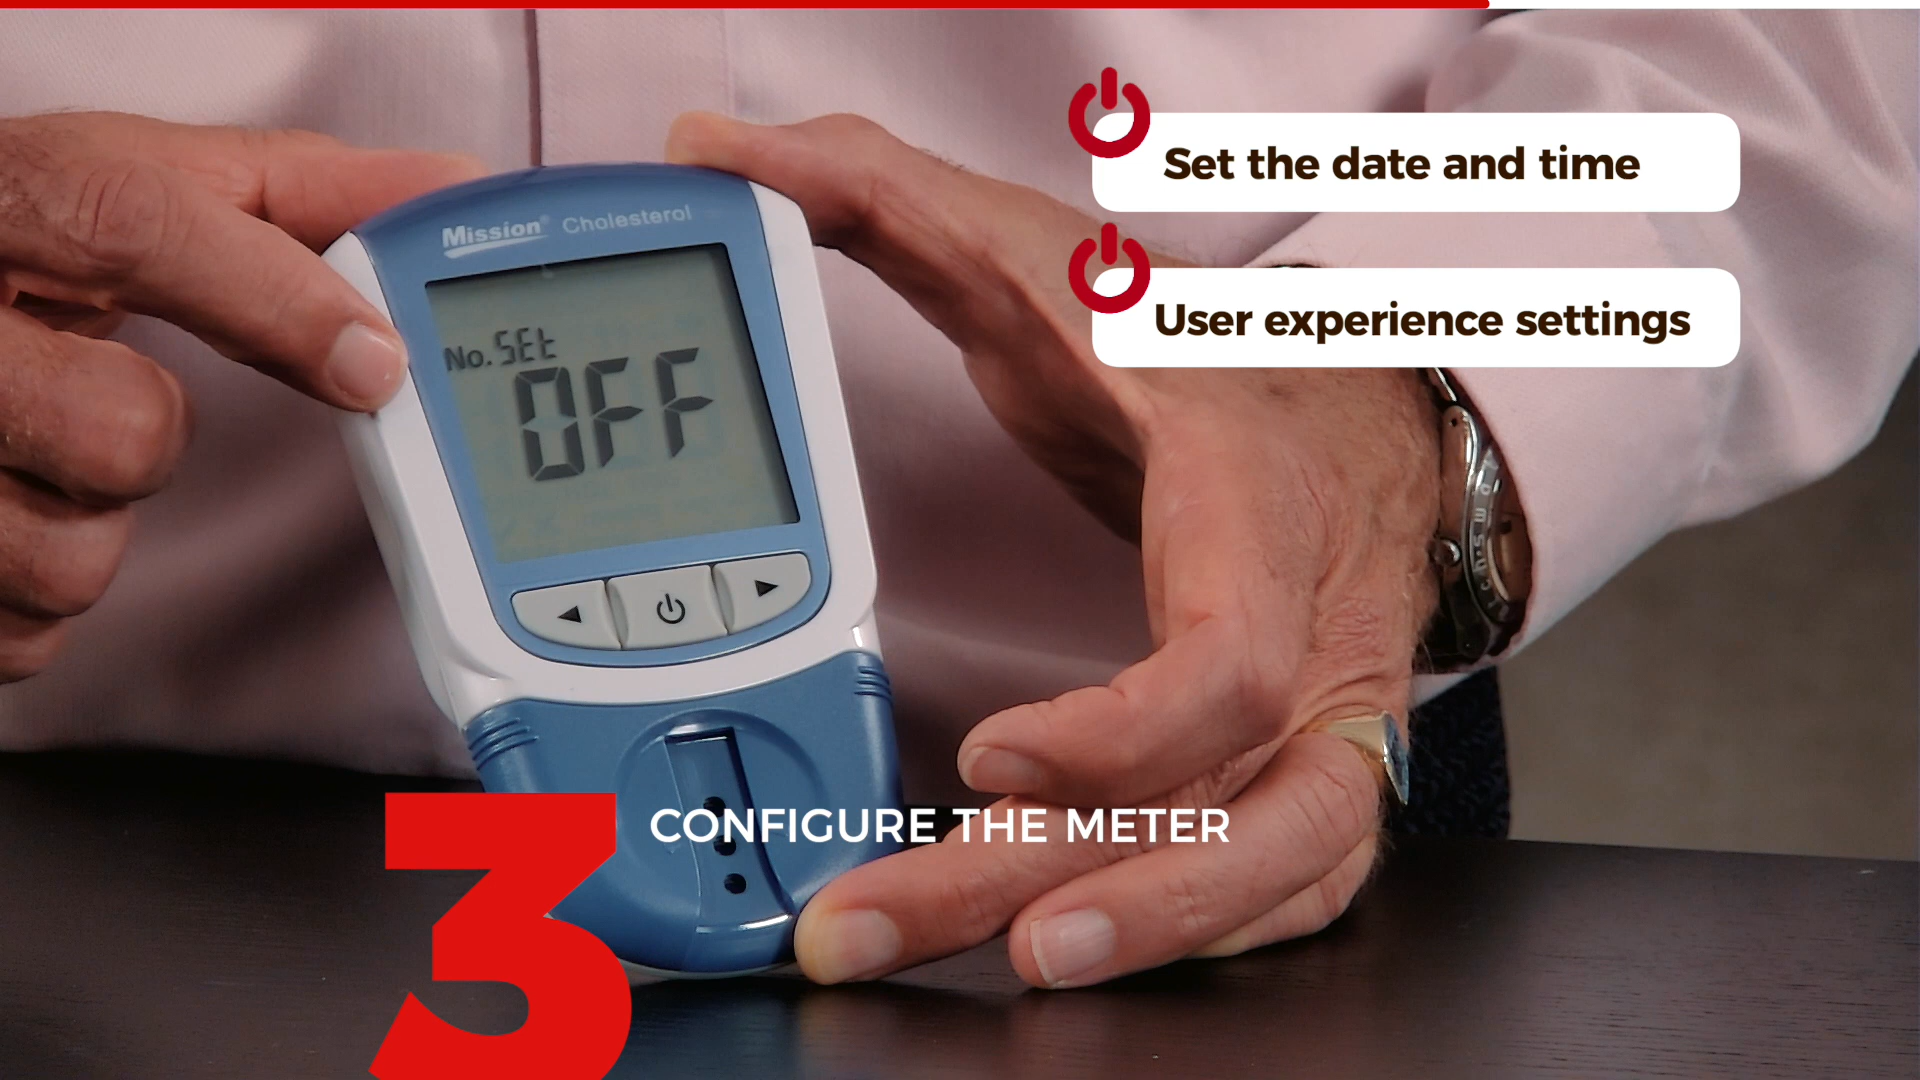 Set the date and time
User experience settings
Mission® Cholesterol
No. SEt
OFF
3
CONFIGURE THE METER